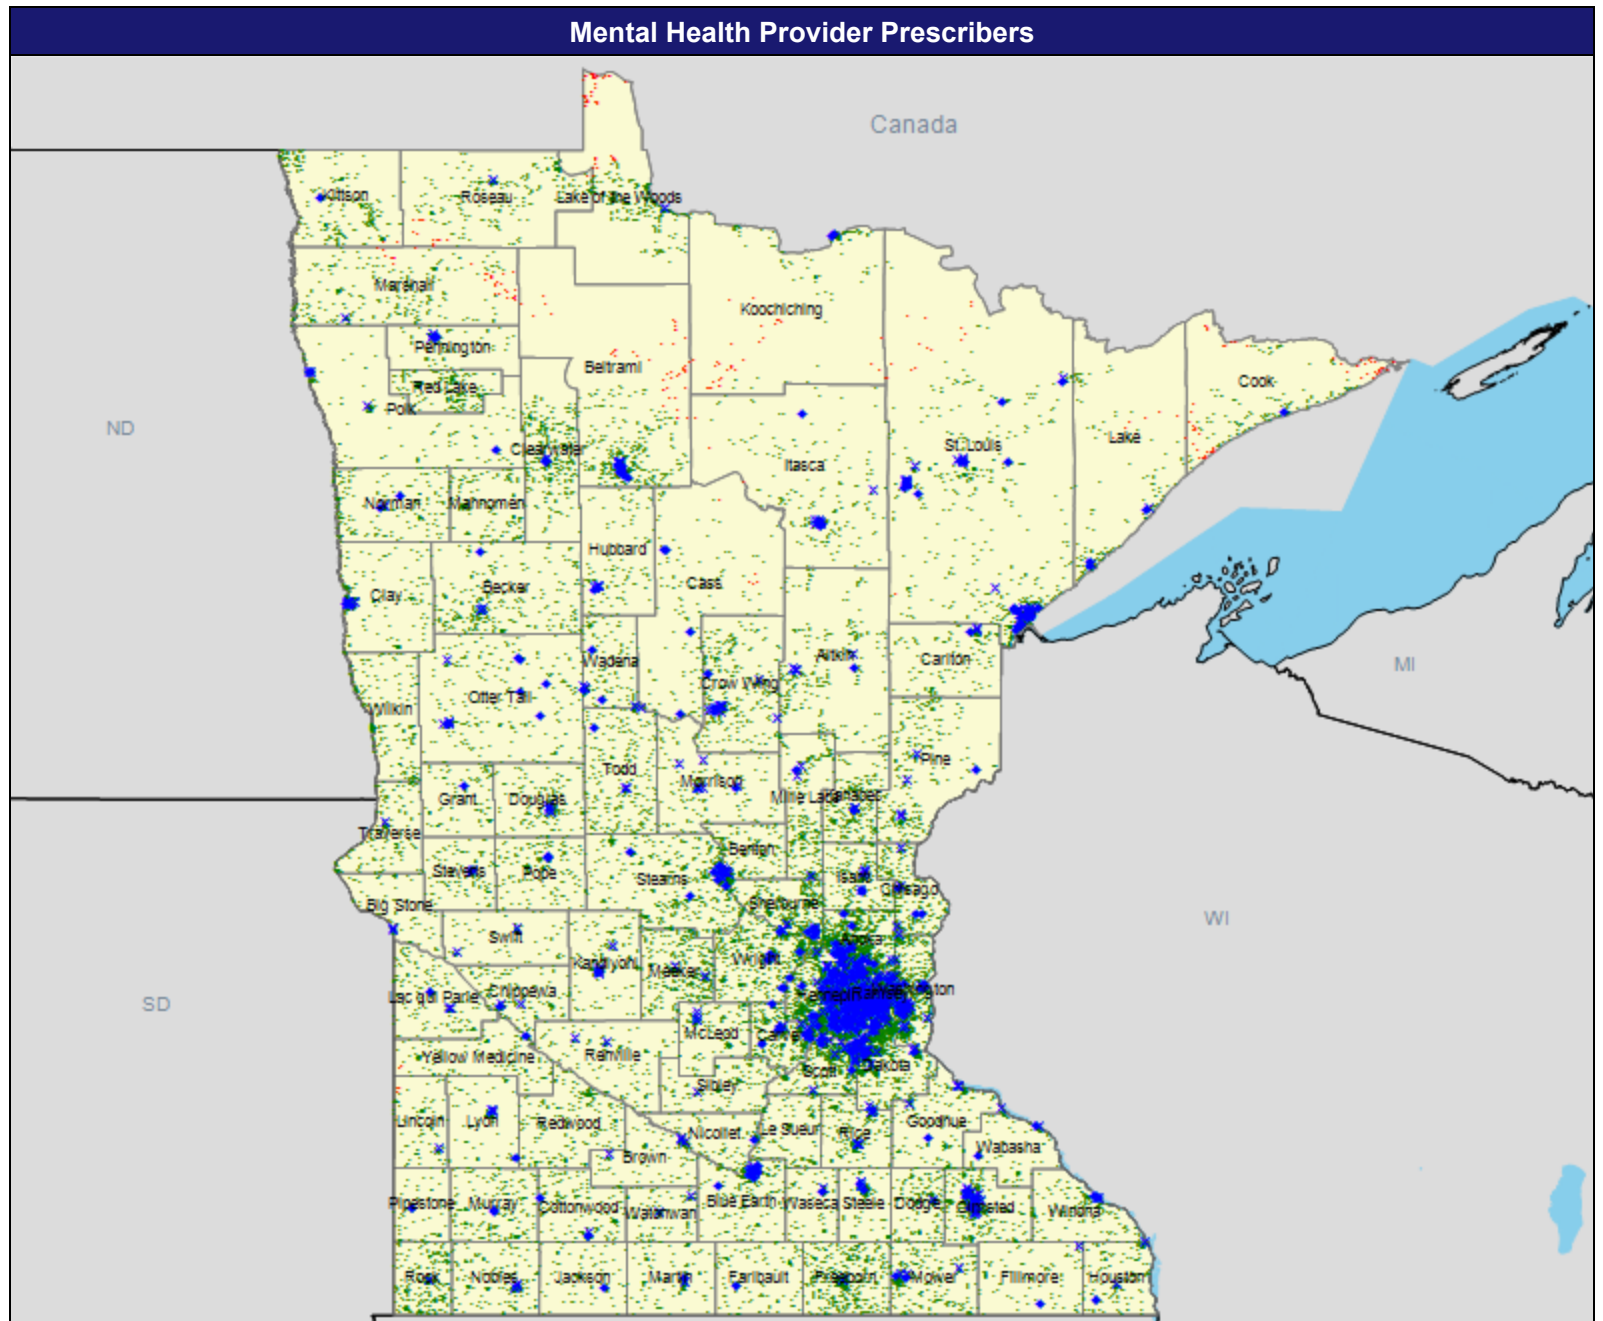 Mental Health Provider Prescribers
Canada
Kittson
Roseau
Lake of the Woods
Marshall
Koochiching
Pennington
Beltrami
Red Lake
Cook
Polk
ND
Clearwater
St. Louis
Lake
Itasca
Norman
Mahnomen
Hubbard
Cass
Becker
Clay
Wadena
Aitkin
Carlton
MI
Crow Wing
Otter Tail
Wilkin
Pine
Todd
Morrison
Mille Lacs
Kanabec
Grant
Douglas
Traverse
Benton
Stevens
Pope
Stearns
Isanti
Chisago
Big Stone
Sherburne
WI
Swift
Anoka
Wright
Kandiyohi
Meeker
Chippewa
Lac qui Parle
Hennepin
Ramsey
Washington
SD
McLeod
Carver
Yellow Medicine
Renville
Scott
Dakota
Sibley
Lincoln
Lyon
Redwood
Nicollet
Le Sueur
Rice
Goodhue
Wabasha
Brown
Pipestone
Murray
Cottonwood
Watonwan
Blue Earth
Waseca
Steele
Dodge
Olmsted
Winona
Rock
Nobles
Jackson
Martin
Faribault
Freeborn
Mower
Fillmore
Houston